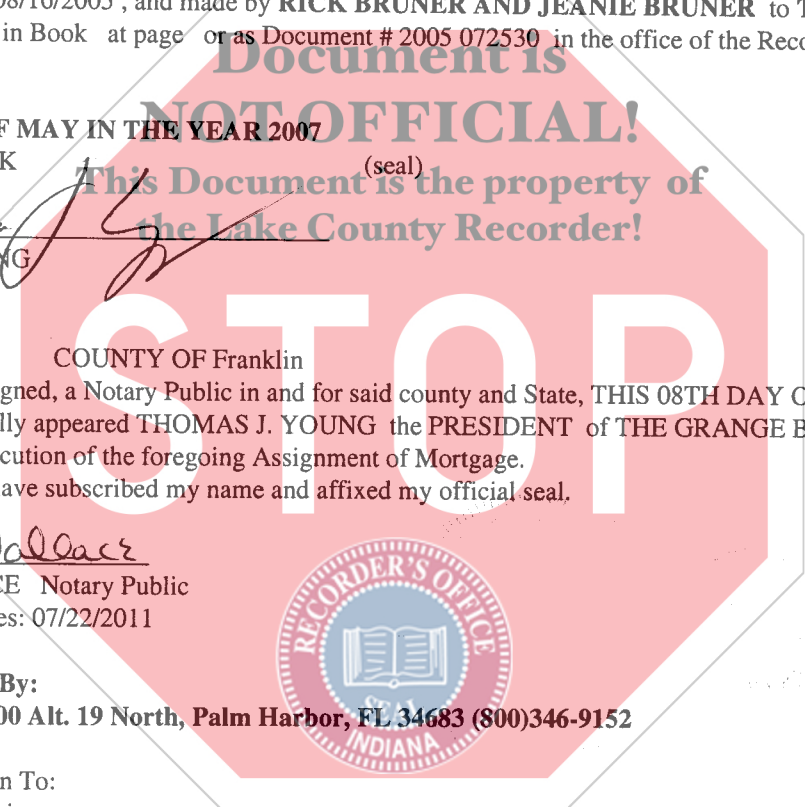 08/10/2005 , and made by RICK BRUNER AND JEANIE BRUNER to
in Book at page or as Document # 2005 072530 in the office of the Reco
Document is
NOT OFFICIAL!
This Document is the property of
the Lake County Recorder!
F MAY IN THE YEAR 2007
K
(seal)
NG
STOP
COUNTY OF Franklin
gned, a Notary Public in and for said county and State, THIS 08TH DAY O
lly appeared THOMAS J. YOUNG the PRESIDENT of THE GRANGE B
cution of the foregoing Assignment of Mortgage.
ave subscribed my name and affixed my official seal.
allace
CE Notary Public
es: 07/22/2011
RECORDER'S OFFICE
SEAL
INDIANA
By:
00 Alt. 19 North, Palm Harbor, FL 34683 (800)346-9152
n To: